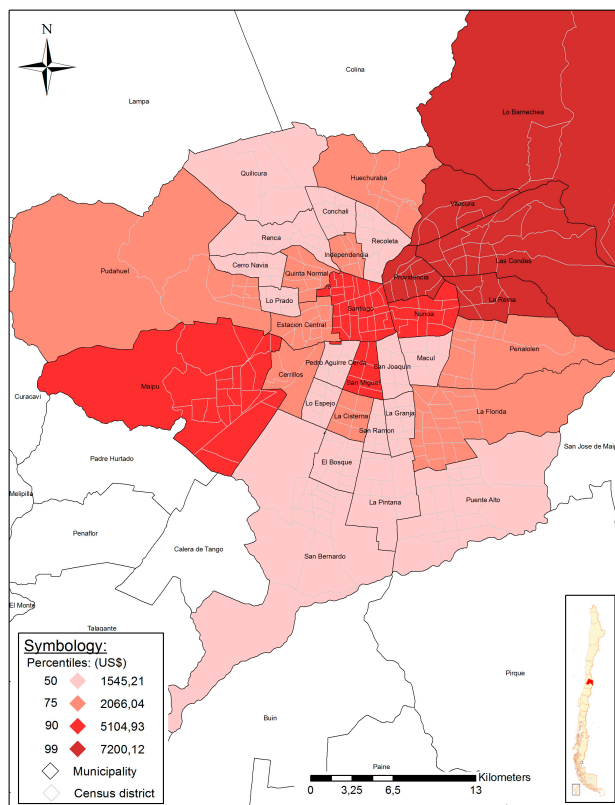 N
Colina
Lampa
Lo Barnechea
Quilicura
Huechuraba
Vitacura
Conchali
Renca
Recoleta
Independencia
Las Condes
Pudahuel
Cerro Navia
Quinta Normal
Providencia
Lo Prado
Santiago
La Reina
Nunoa
Estacion Central
Penalolen
Pedro Aguirre Cerda
Macul
San Joaquin
Cerrillos
Maipu
San Miguel
Curacavi
Lo Espejo
La Cisterna
La Granja
La Florida
San Ramon
San Jose de Maip
Padre Hurtado
El Bosque
Melipilla
La Pintana
Puente Alto
Penaflor
Calera de Tango
San Bernardo
El Monte
Talagante
Pirque
Buin
Paine
Symbology:
Percentiles: (US$)
50 1545,21
75 2066,04
90 5104,93
99 7200,12
Municipality
Census district
Kilometers
0 3,25 6,5 13